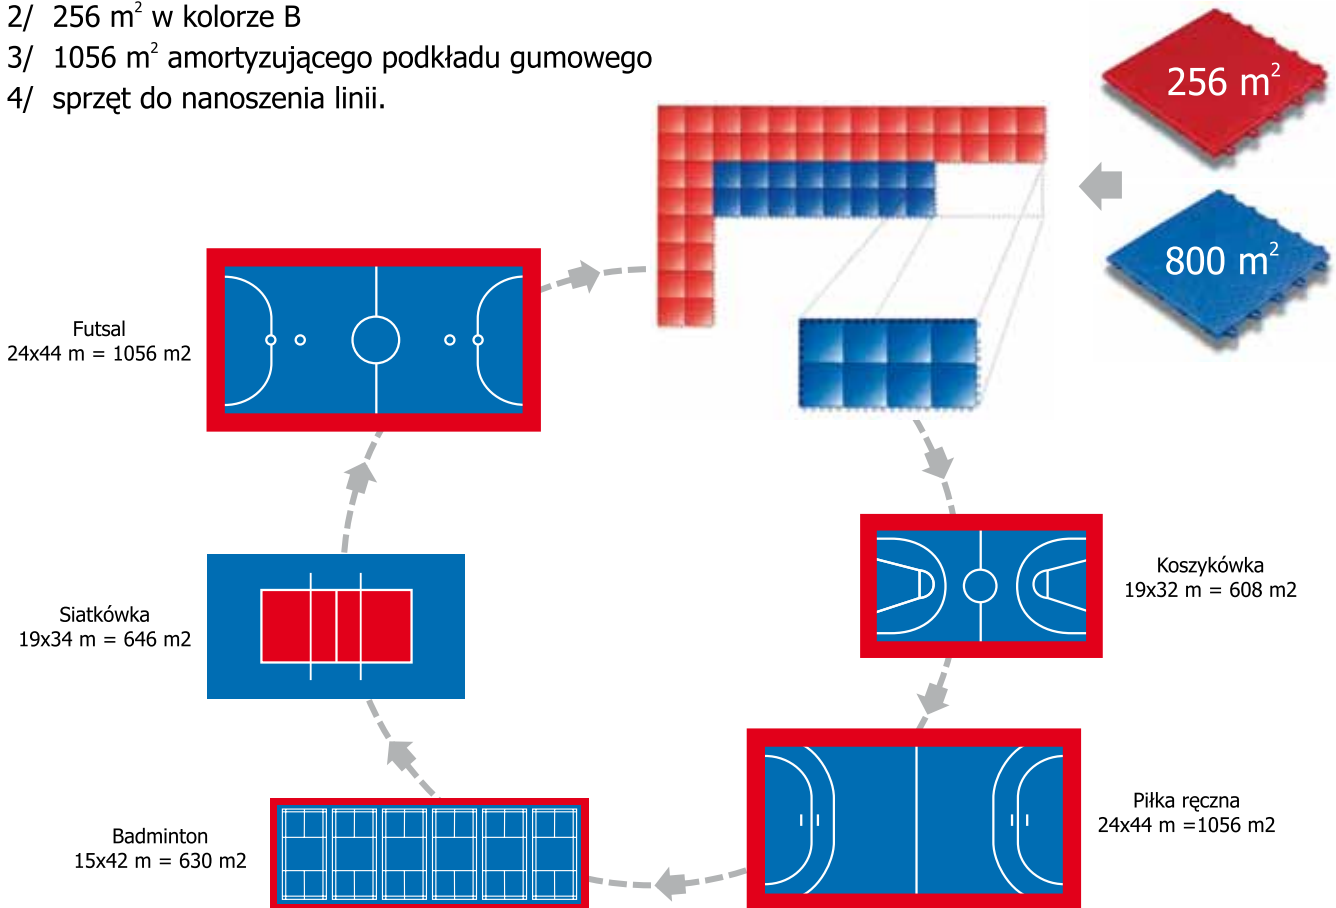 2/ 256 m² w kolorze B
3/ 1056 m² amortyzującego podkładu gumowego
4/ sprzęt do nanoszenia linii.
256 m²
800 m²
Futsal
24x44 m = 1056 m2
Koszykówka
19x32 m = 608 m2
Siatkówka
19x34 m = 646 m2
Piłka ręczna
24x44 m =1056 m2
Badminton
15x42 m = 630 m2